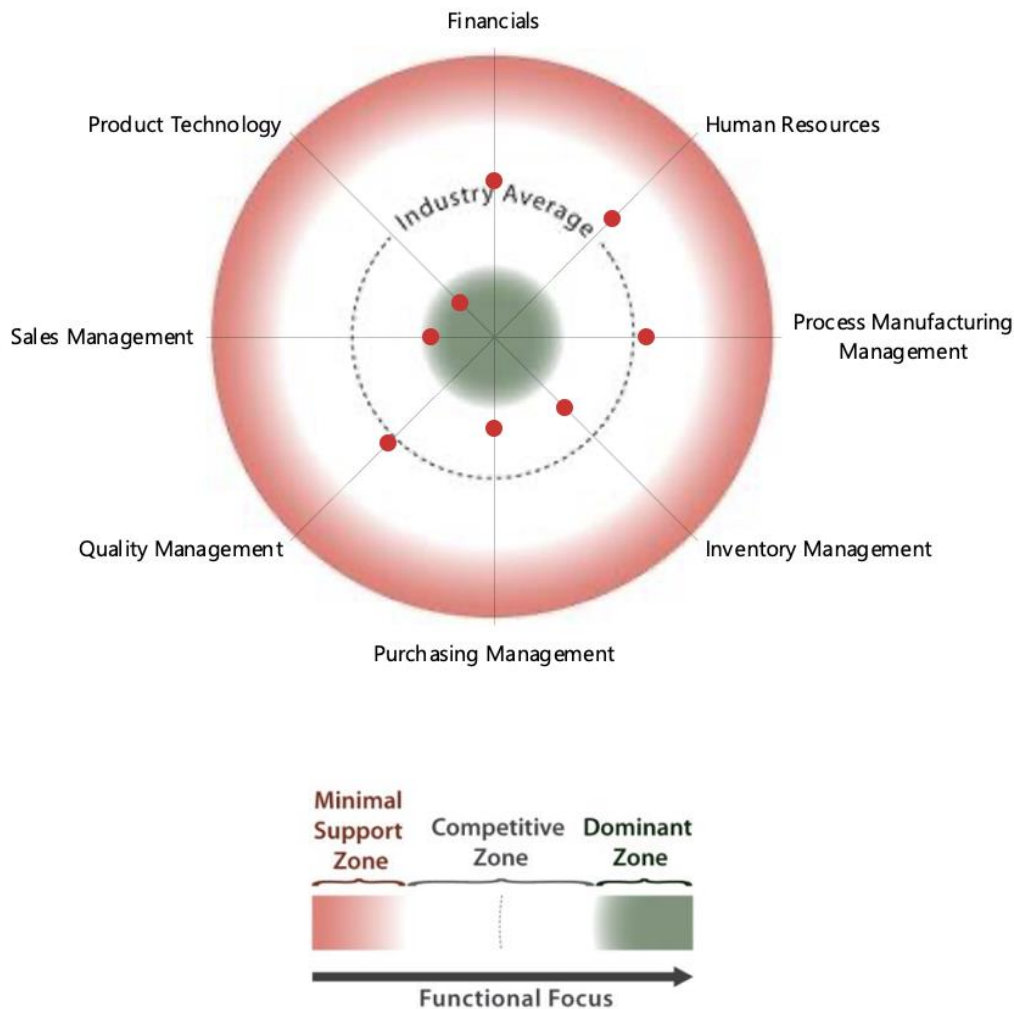 Financials
Product Technology
Human Resources
Industry Average
Sales Management
Process Manufacturing
Management
Quality Management
Inventory Management
Purchasing Management
Minimal
Support
Zone
Competitive
Zone
Dominant
Zone
Functional Focus